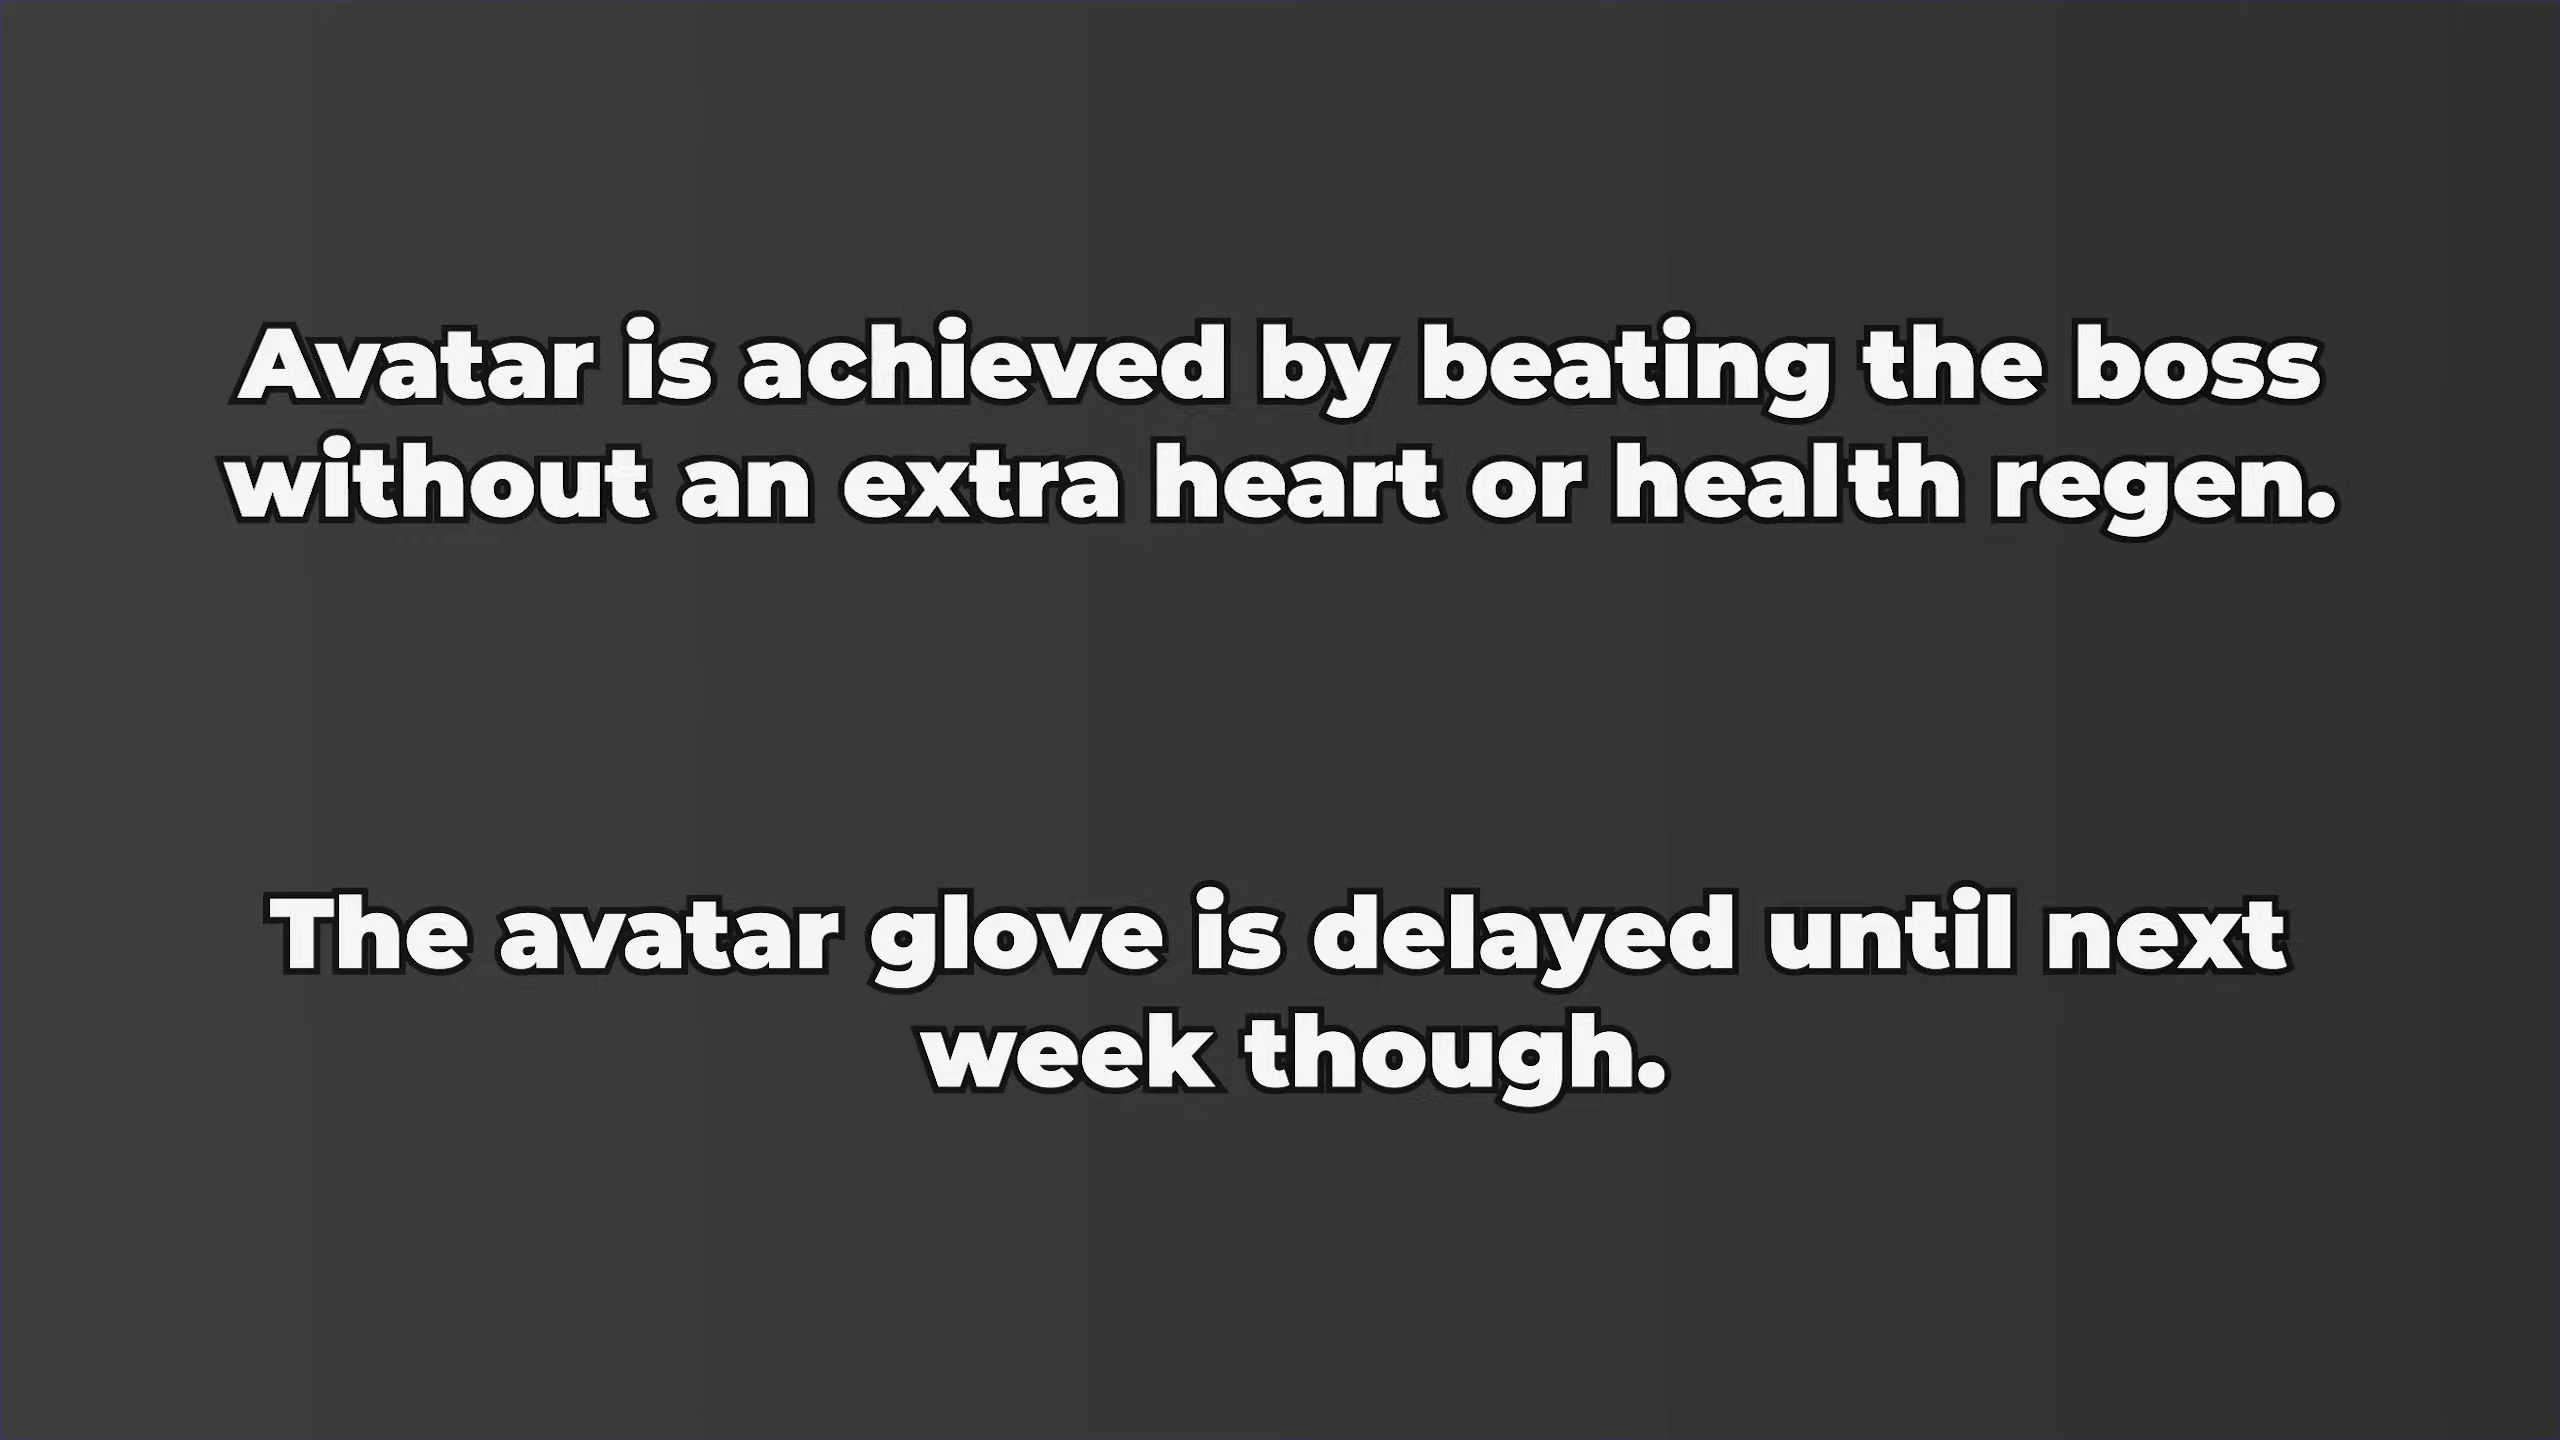 Avatar is achieved by beating the boss
without an extra heart or health regen.
The avatar glove is delayed until next
week though.